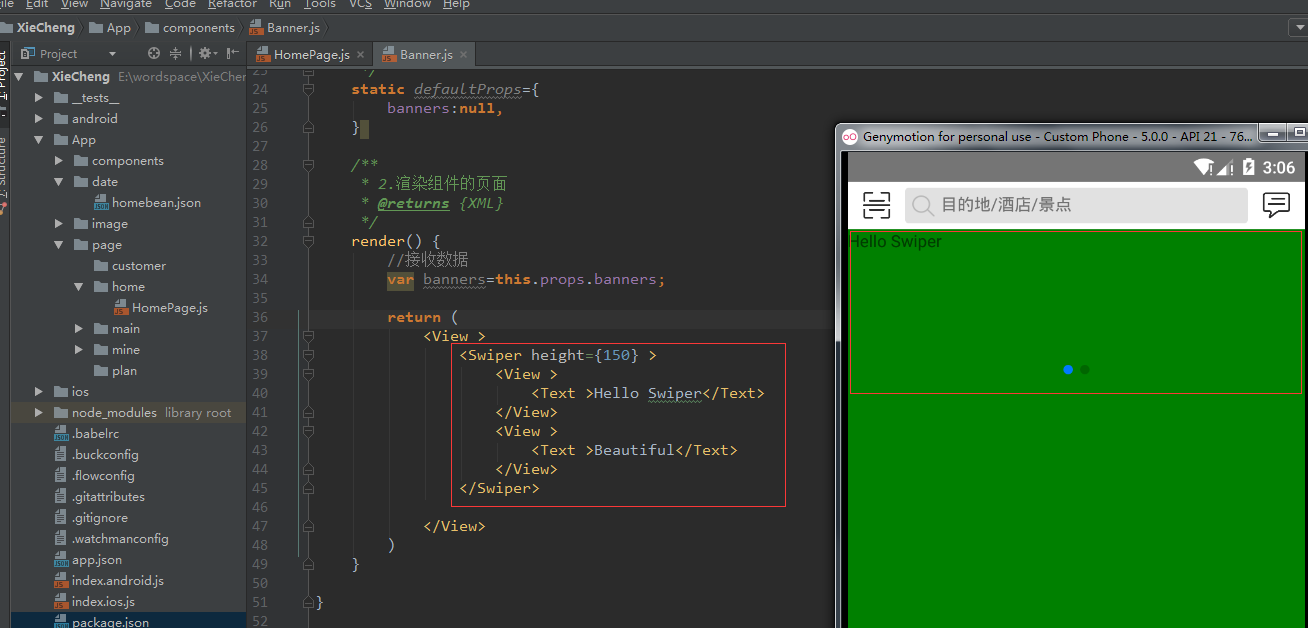 File Edit View Navigate Code Refactor Run Tools VCS Window Help
XieCheng App components Banner.js
Project
HomePage.js
Banner.js
1: Project
XieCheng E:\wordspace\XieChen
__tests__
android
App
components
date
homebean.json
image
page
customer
home
HomePage.js
main
mine
plan
ios
node_modules library root
.babelrc
.buckconfig
.flowconfig
.gitattributes
.gitignore
.watchmanconfig
app.json
index.android.js
index.ios.js
package.json
23 */
24 static defaultProps={
25 banners:null,
26 }
27
28 /**
29 * 2.渲染组件的页面
30 * @returns {XML}
31 */
32 render() {
33 //接收数据
34 var banners=this.props.banners;
35
36 return (
37 <View >
38 <Swiper height={150} >
39 <View >
40 <Text >Hello Swiper</Text>
41 </View>
42 <View >
43 <Text >Beautiful</Text>
44 </View>
45 </Swiper>
46
47 </View>
48 )
49 }
50
51 }
52
Genymotion for personal use - Custom Phone - 5.0.0 - API 21 - 76...
3:06
目的地/酒店/景点
Hello Swiper